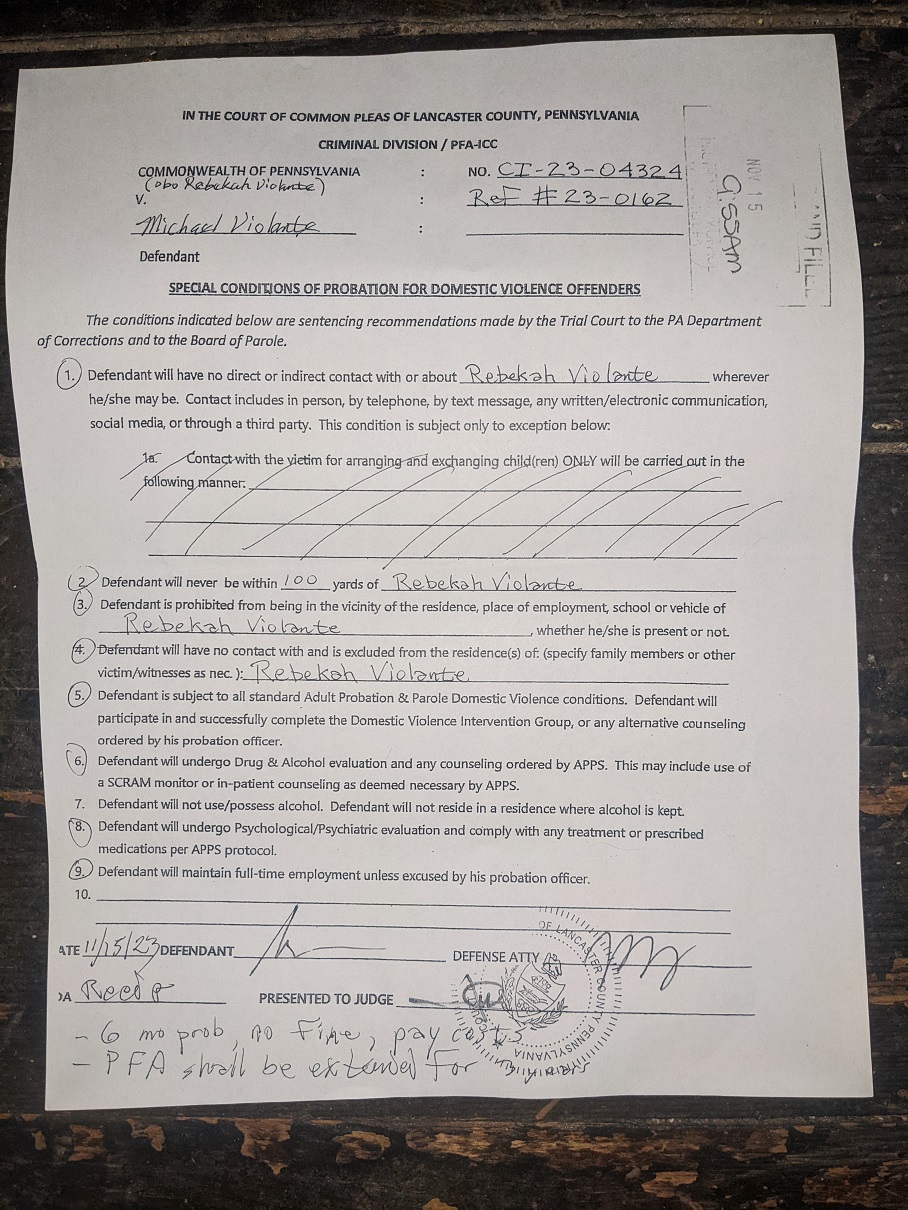 IN THE COURT OF COMMON PLEAS OF LANCASTER COUNTY, PENNSYLVANIA
CRIMINAL DIVISION / PFA-ICC
COMMONWEALTH OF PENNSYLVANIA : NO. CI-23-04324
(obo Rebekah Violante)
V. : Ref # 23-0162
Michael Violante :
Defendant
NOV 15
9:55AM
AND FILED
SPECIAL CONDITIONS OF PROBATION FOR DOMESTIC VIOLENCE OFFENDERS
The conditions indicated below are sentencing recommendations made by the Trial Court to the PA Department
of Corrections and to the Board of Parole.
1. Defendant will have no direct or indirect contact with or about Rebekah Violante wherever
he/she may be. Contact includes in person, by telephone, by text message, any written/electronic communication,
social media, or through a third party. This condition is subject only to exception below:
1a. Contact with the victim for arranging and exchanging child(ren) ONLY will be carried out in the
following manner:
2. Defendant will never be within 100 yards of Rebekah Violante
3. Defendant is prohibited from being in the vicinity of the residence, place of employment, school or vehicle of
Rebekah Violante, whether he/she is present or not.
4. Defendant will have no contact with and is excluded from the residence(s) of: (specify family members or other
victim/witnesses as nec.): Rebekah Violante
5. Defendant is subject to all standard Adult Probation & Parole Domestic Violence conditions. Defendant will
participate in and successfully complete the Domestic Violence Intervention Group, or any alternative counseling
ordered by his probation officer.
6. Defendant will undergo Drug & Alcohol evaluation and any counseling ordered by APPS. This may include use of
a SCRAM monitor or in-patient counseling as deemed necessary by APPS.
7. Defendant will not use/possess alcohol. Defendant will not reside in a residence where alcohol is kept.
8. Defendant will undergo Psychological/Psychiatric evaluation and comply with any treatment or prescribed
medications per APPS protocol.
9. Defendant will maintain full-time employment unless excused by his probation officer.
10.
ATE 11/15/23 DEFENDANT DEFENSE ATTY
DA PRESENTED TO JUDGE
OF LANCASTER COUNTY PENNSYLVANIA
- 6 mo prob, no fine, pay costs
- PFA shall be extended for